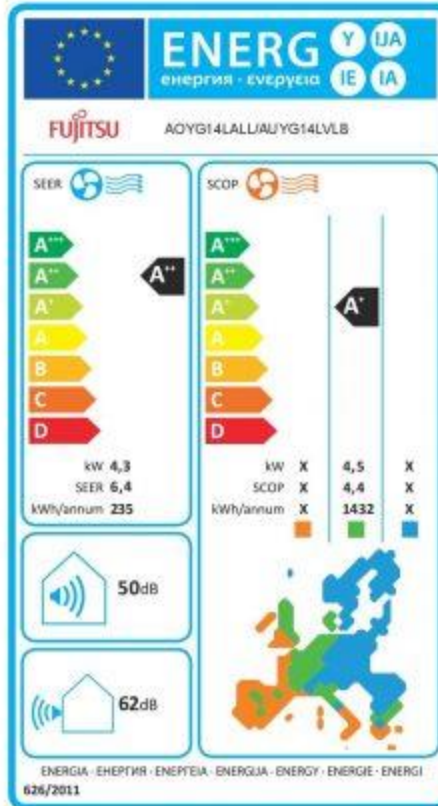 ENERG Y IJA
енергия · ενεργεια IE IA
FUJITSU AOYG14LALL/AUYG14LVLB
SEER
SCOP
A+++
A++
A+
A
B
C
D
A++
kW 4,3
SEER 6,4
kWh/annum 235
A+++
A++
A+
A
B
C
D
A+
kW X 4,5 X
SCOP X 4,4 X
kWh/annum X 1432 X
50dB
62dB
ENERGIA · ЕНЕРГИЯ · ΕΝΕΡΓΕΙΑ · ENERGIJA · ENERGY · ENERGIE · ENERGI
626/2011